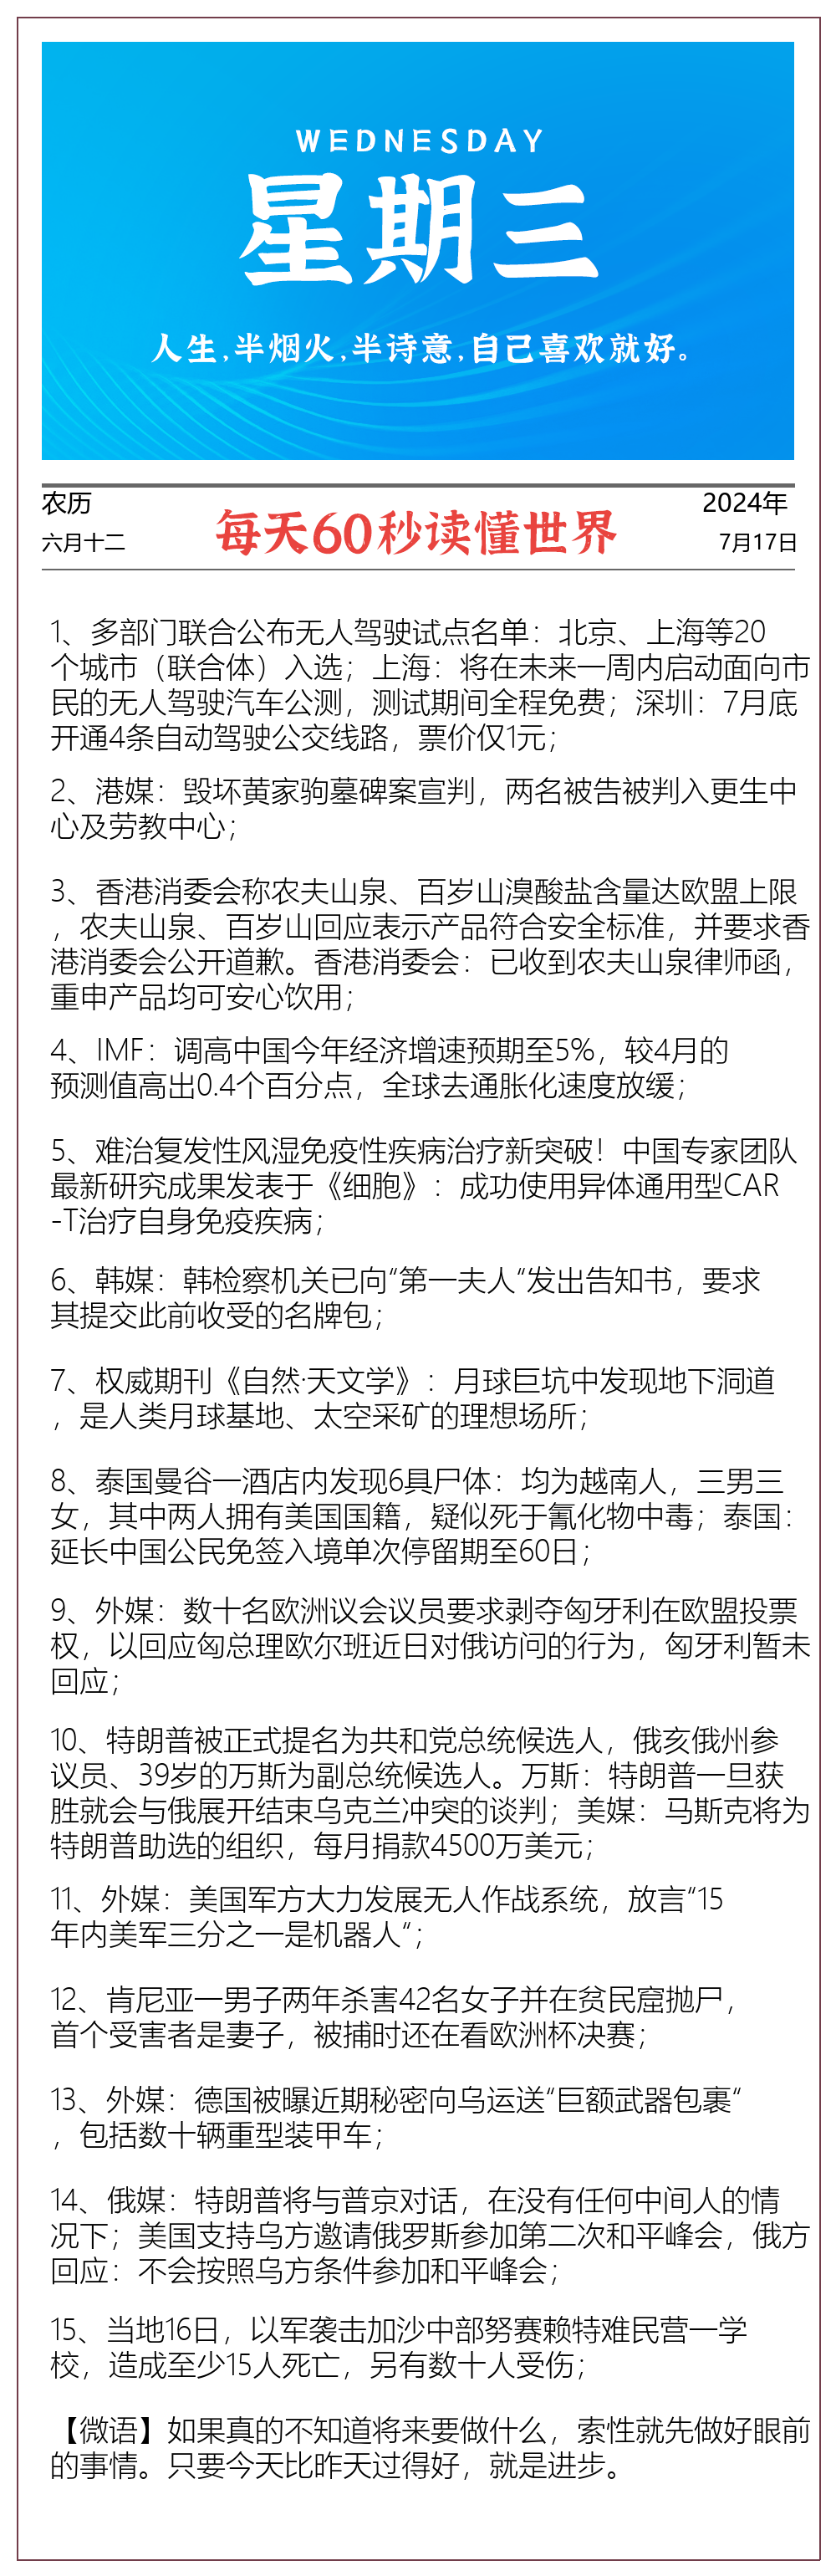 WEDNESDAY
星期三
人生,半烟火,半诗意,自己喜欢就好。
农历
六月十二
每天60秒读懂世界
2024年
7月17日
1、多部门联合公布无人驾驶试点名单：北京、上海等20
个城市（联合体）入选；上海：将在未来一周内启动面向市
民的无人驾驶汽车公测，测试期间全程免费；深圳：7月底
开通4条自动驾驶公交线路，票价仅1元；
2、港媒：毁坏黄家驹墓碑案宣判，两名被告被判入更生中
心及劳教中心；
3、香港消委会称农夫山泉、百岁山溴酸盐含量达欧盟上限
，农夫山泉、百岁山回应表示产品符合安全标准，并要求香
港消委会公开道歉。香港消委会：已收到农夫山泉律师函，
重申产品均可安心饮用；
4、IMF：调高中国今年经济增速预期至5%，较4月的
预测值高出0.4个百分点，全球去通胀化速度放缓；
5、难治复发性风湿免疫性疾病治疗新突破！中国专家团队
最新研究成果发表于《细胞》：成功使用异体通用型CAR
-T治疗自身免疫疾病；
6、韩媒：韩检察机关已向“第一夫人“发出告知书，要求
其提交此前收受的名牌包；
7、权威期刊《自然·天文学》：月球巨坑中发现地下洞道
，是人类月球基地、太空采矿的理想场所；
8、泰国曼谷一酒店内发现6具尸体：均为越南人，三男三
女，其中两人拥有美国国籍，疑似死于氰化物中毒；泰国：
延长中国公民免签入境单次停留期至60日；
9、外媒：数十名欧洲议会议员要求剥夺匈牙利在欧盟投票
权，以回应匈总理欧尔班近日对俄访问的行为，匈牙利暂未
回应；
10、特朗普被正式提名为共和党总统候选人，俄亥俄州参
议员、39岁的万斯为副总统候选人。万斯：特朗普一旦获
胜就会与俄展开结束乌克兰冲突的谈判；美媒：马斯克将为
特朗普助选的组织，每月捐款4500万美元；
11、外媒：美国军方大力发展无人作战系统，放言“15
年内美军三分之一是机器人“；
12、肯尼亚一男子两年杀害42名女子并在贫民窟抛尸，
首个受害者是妻子，被捕时还在看欧洲杯决赛；
13、外媒：德国被曝近期秘密向乌运送“巨额武器包裹“
，包括数十辆重型装甲车；
14、俄媒：特朗普将与普京对话，在没有任何中间人的情
况下；美国支持乌方邀请俄罗斯参加第二次和平峰会，俄方
回应：不会按照乌方条件参加和平峰会；
15、当地16日，以军袭击加沙中部努赛赖特难民营一学
校，造成至少15人死亡，另有数十人受伤；
【微语】如果真的不知道将来要做什么，索性就先做好眼前
的事情。只要今天比昨天过得好，就是进步。